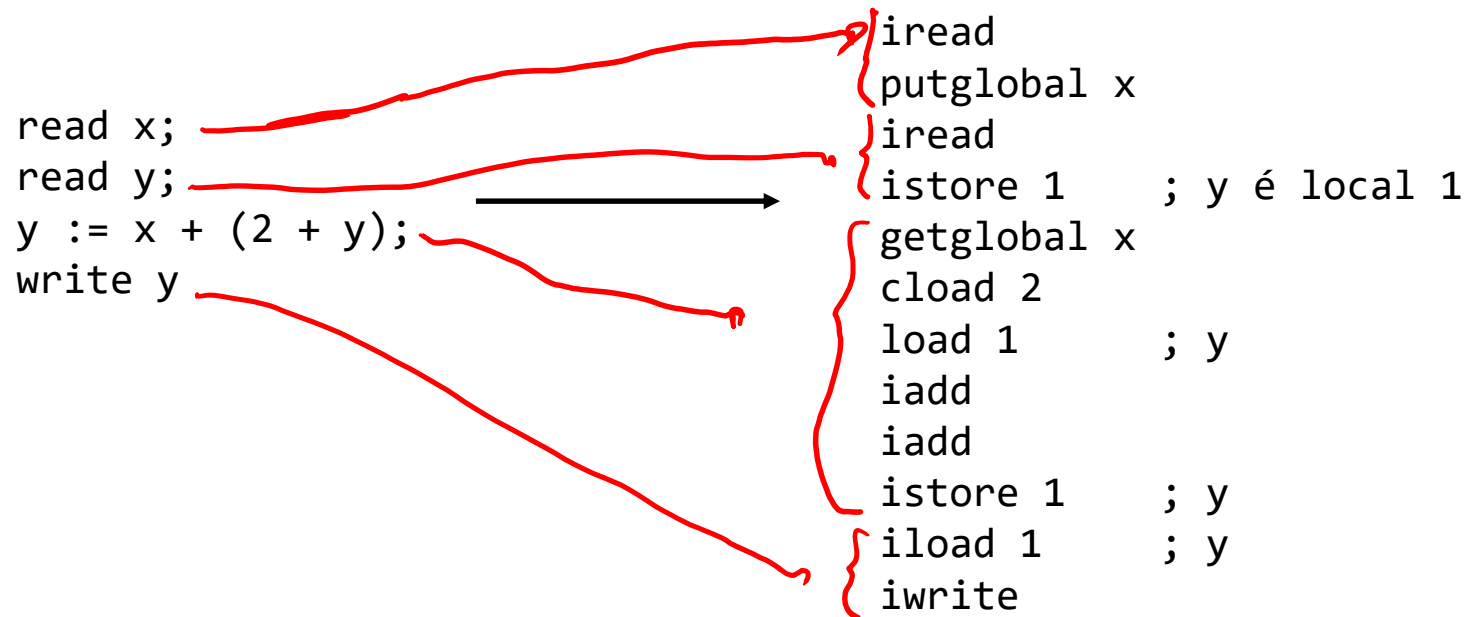 read x;
read y;
y := x + (2 + y);
write y
iread
putglobal x
iread
istore 1 ; y é local 1
getglobal x
cload 2
load 1 ; y
iadd
iadd
istore 1 ; y
iload 1 ; y
iwrite